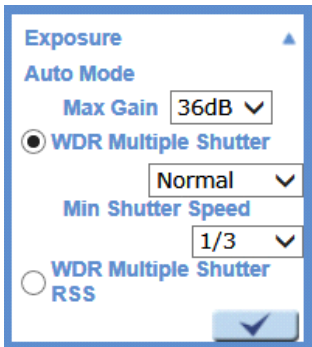 Exposure
Auto Mode
Max Gain 36dB
WDR Multiple Shutter
Normal
Min Shutter Speed
1/3
WDR Multiple Shutter
RSS